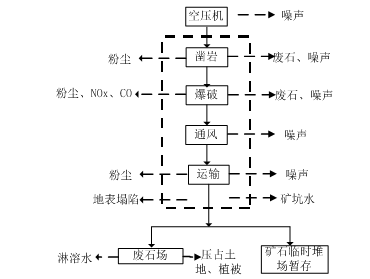 空压机 噪声
粉尘 凿岩 废石、噪声
粉尘、NOx、CO 爆破 废石、噪声
通风 噪声
粉尘 运输 噪声
地表塌陷 矿坑水
淋溶水 废石场 压占土
地、植被 矿石临时堆
场暂存